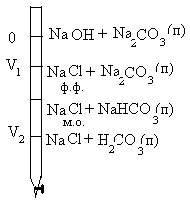 0 NaOH + Na₂CO₃(п)
V₁ NaCl + Na₂CO₃(п)
ф.ф.
NaCl + NaHCO₃(п)
м.о.
V₂ NaCl + H₂CO₃(п)